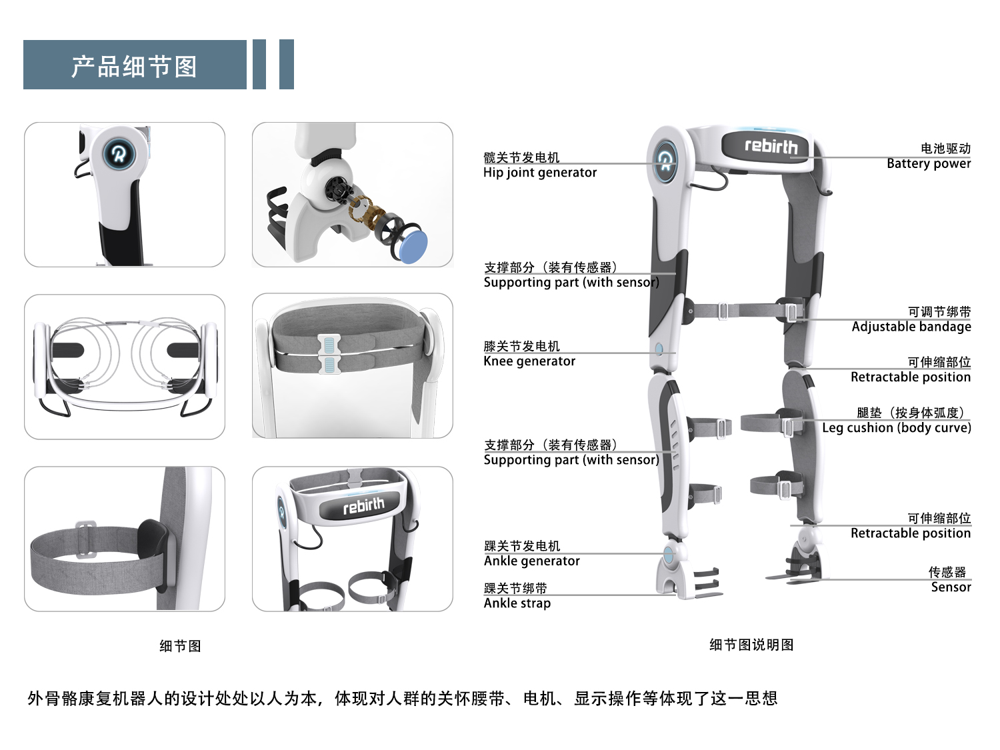 产品细节图
髋关节发电机
Hip joint generator
支撑部分（装有传感器）
Supporting part (with sensor)
膝关节发电机
Knee generator
支撑部分（装有传感器）
Supporting part (with sensor)
踝关节发电机
Ankle generator
踝关节绑带
Ankle strap
rebirth
电池驱动
Battery power
可调节绑带
Adjustable bandage
可伸缩部位
Retractable position
腿垫（按身体弧度）
Leg cushion (body curve)
可伸缩部位
Retractable position
传感器
Sensor
rebirth
细节图
细节图说明图
外骨骼康复机器人的设计处处以人为本，体现对人群的关怀腰带、电机、显示操作等体现了这一思想